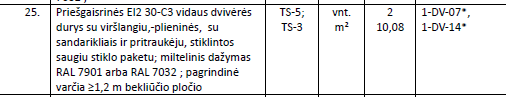 25. Priešgaisrinės EI2 30-C3 vidaus dvivėrės TS-5; vnt. 2 1-DV-07*,
durys su viršlangiu,-plieninės, su TS-3 m² 10,08 1-DV-14*
sandarikliais ir pritraukėju, stiklintos
saugiu stiklo paketu; miltelinis dažymas
RAL 7901 arba RAL 7032 ; pagrindinė
varčia ≥1,2 m bekliūčio pločio